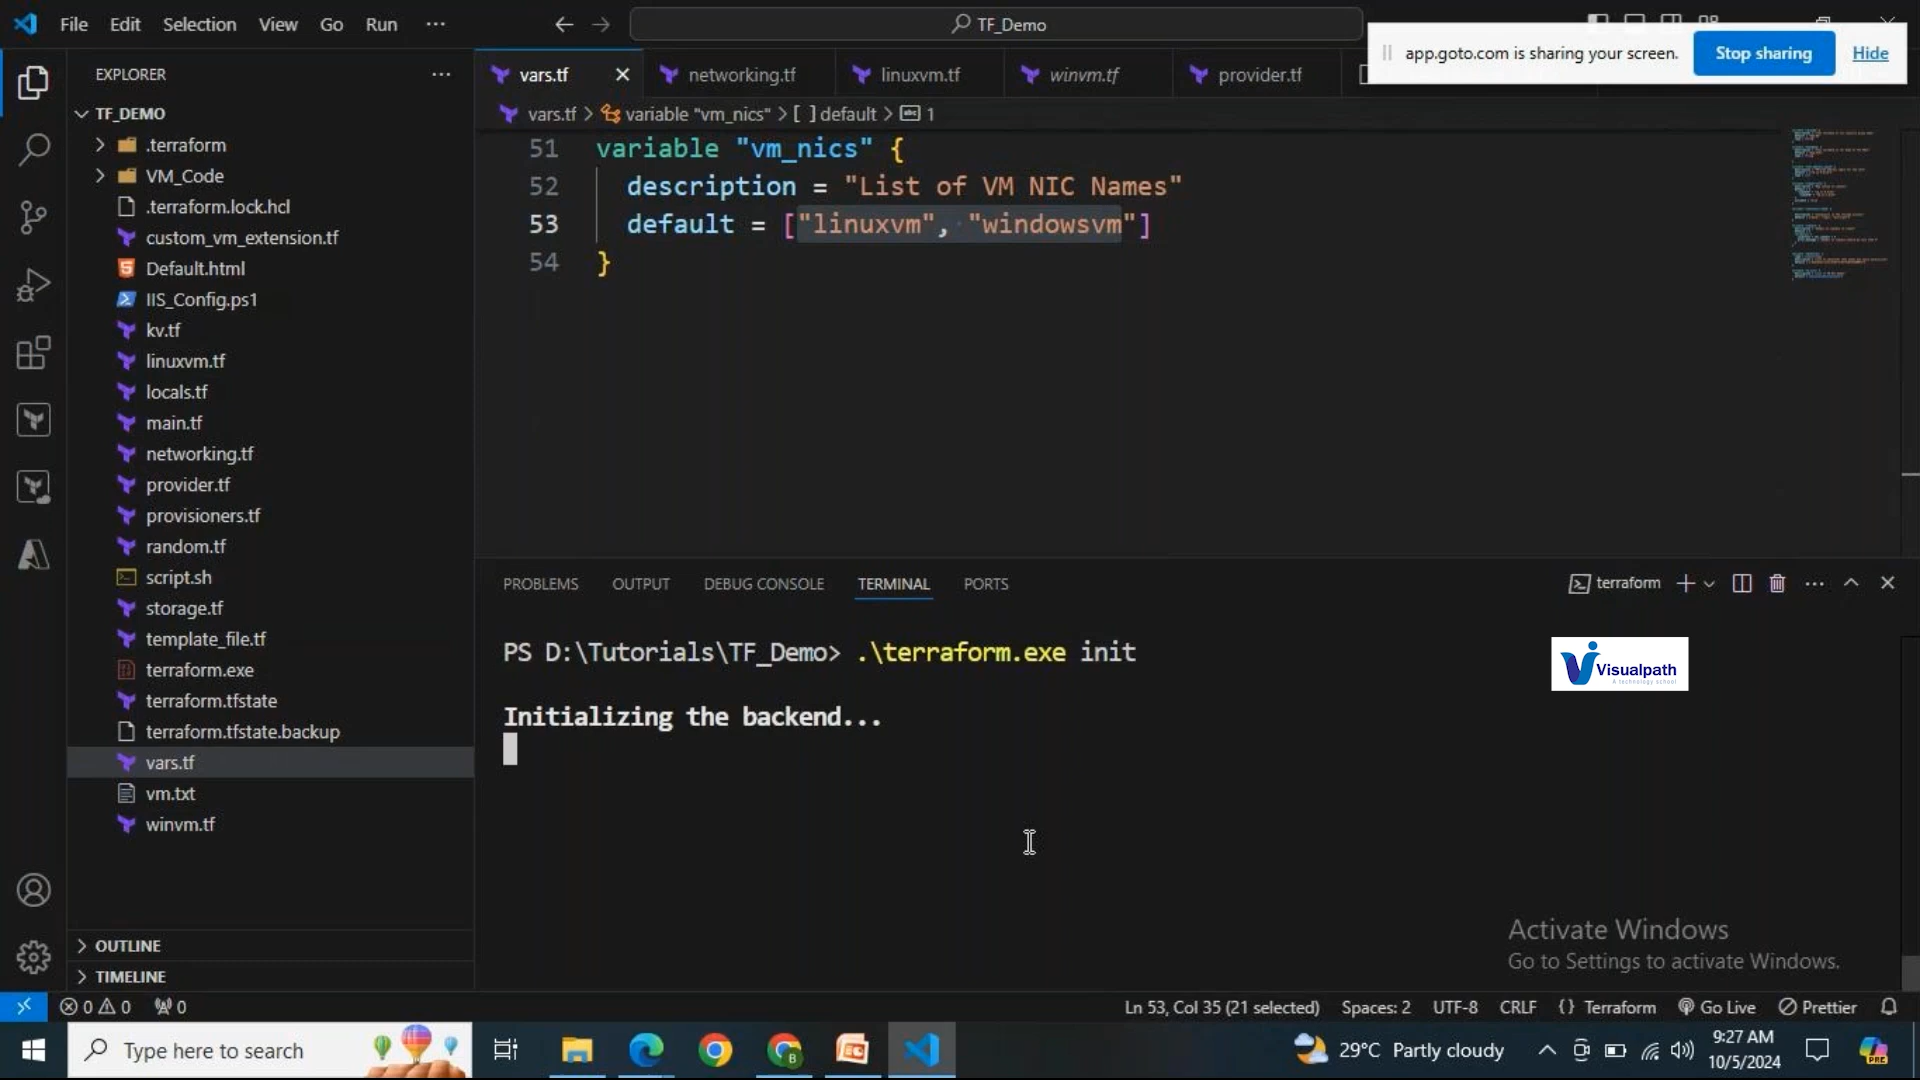 File Edit Selection View Go Run ...
TF_Demo
app.goto.com is sharing your screen. Stop sharing Hide
EXPLORER
TF_DEMO
.terraform
VM_Code
.terraform.lock.hcl
custom_vm_extension.tf
Default.html
IIS_Config.ps1
kv.tf
linuxvm.tf
locals.tf
main.tf
networking.tf
provider.tf
provisioners.tf
random.tf
script.sh
storage.tf
template_file.tf
terraform.exe
terraform.tfstate
terraform.tfstate.backup
vars.tf
vm.txt
winvm.tf
OUTLINE
TIMELINE
vars.tf networking.tf linuxvm.tf winvm.tf provider.tf
vars.tf > variable "vm_nics" > [ ] default > 1
51 variable "vm_nics" {
52 description = "List of VM NIC Names"
53 default = ["linuxvm", "windowsvm"]
54 }
PROBLEMS OUTPUT DEBUG CONSOLE TERMINAL PORTS terraform
PS D:\Tutorials\TF_Demo> .\terraform.exe init
Visualpath
Initializing the backend...
Activate Windows
Go to Settings to activate Windows.
0 0 0 Ln 53, Col 35 (21 selected) Spaces: 2 UTF-8 CRLF {} Terraform Go Live Prettier
Type here to search
B
29°C Partly cloudy
PRE
9:27 AM
10/5/2024